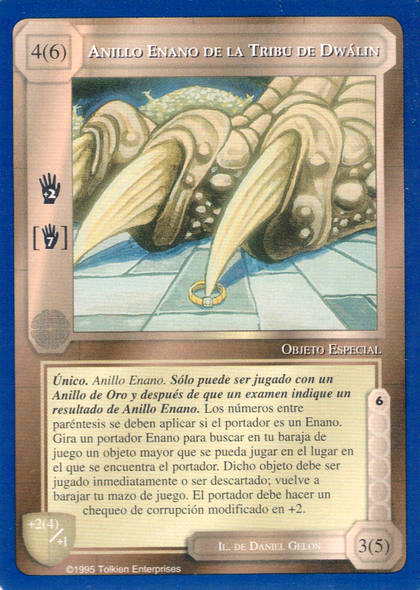 4(6)
Anillo Enano de la Tribu de Dwálin
+2
[7]
Objeto Especial
Único. Anillo Enano. Sólo puede ser jugado con un
Anillo de Oro y después de que un examen indique un
resultado de Anillo Enano. Los números entre
paréntesis se deben aplicar si el portador es un Enano.
Gira un portador Enano para buscar en tu baraja de
juego un objeto mayor que se pueda jugar en el lugar en
el que se encuentra el portador. Dicho objeto debe ser
jugado inmediatamente o ser descartado; vuelve a
barajar tu mazo de juego. El portador debe hacer un
chequeo de corrupción modificado en +2.
6
+2(4)/+1
Il. de Daniel Gelon
3(5)
©1995 Tolkien Enterprises